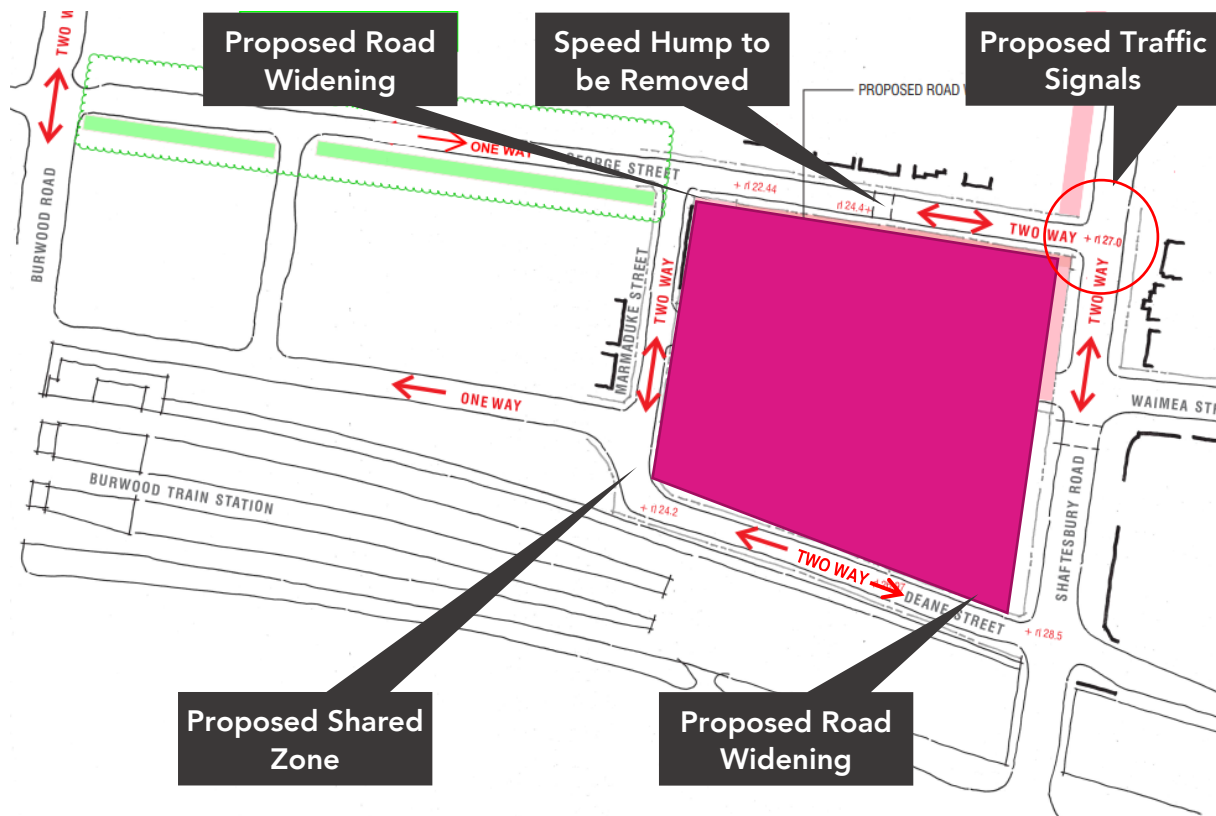 TWO W
Proposed Road
Widening
Speed Hump to
be Removed
Proposed Traffic
Signals
PROPOSED ROAD W
ONE WAY
GEORGE STREET
+ rl 22.44
rl 24.4+
TWO WAY
+ rl 27.0
BURWOOD ROAD
MARMADUKE STREET
TWO WAY
TWO WAY
ONE WAY
WAIMEA STR
BURWOOD TRAIN STATION
+ rl 24.2
TWO WAY
DEANE STREET
SHAFTESBURY ROAD
+ rl 28.5
Proposed Shared
Zone
Proposed Road
Widening